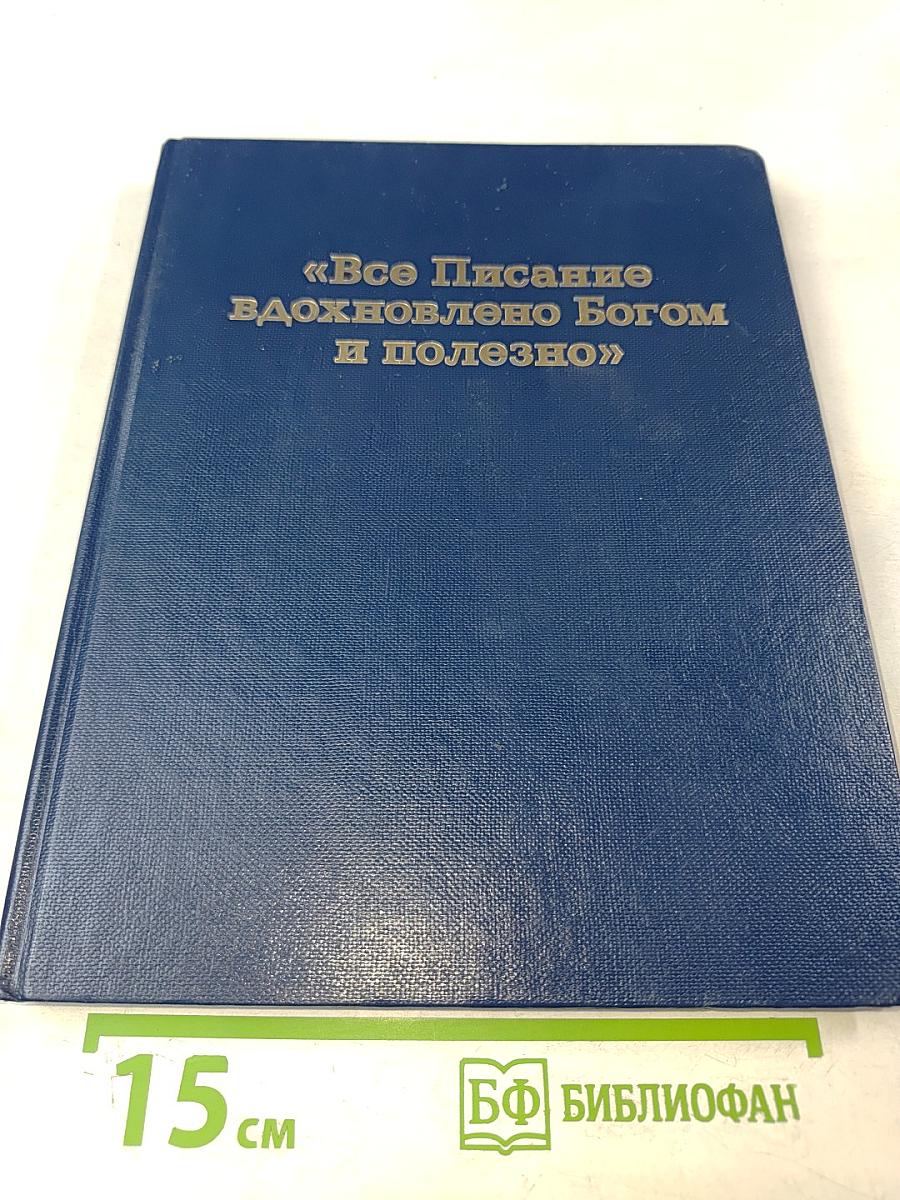 «Все Писание
вдохновлено Богом
и полезно»
15 см
БФ БИБЛИОФАН